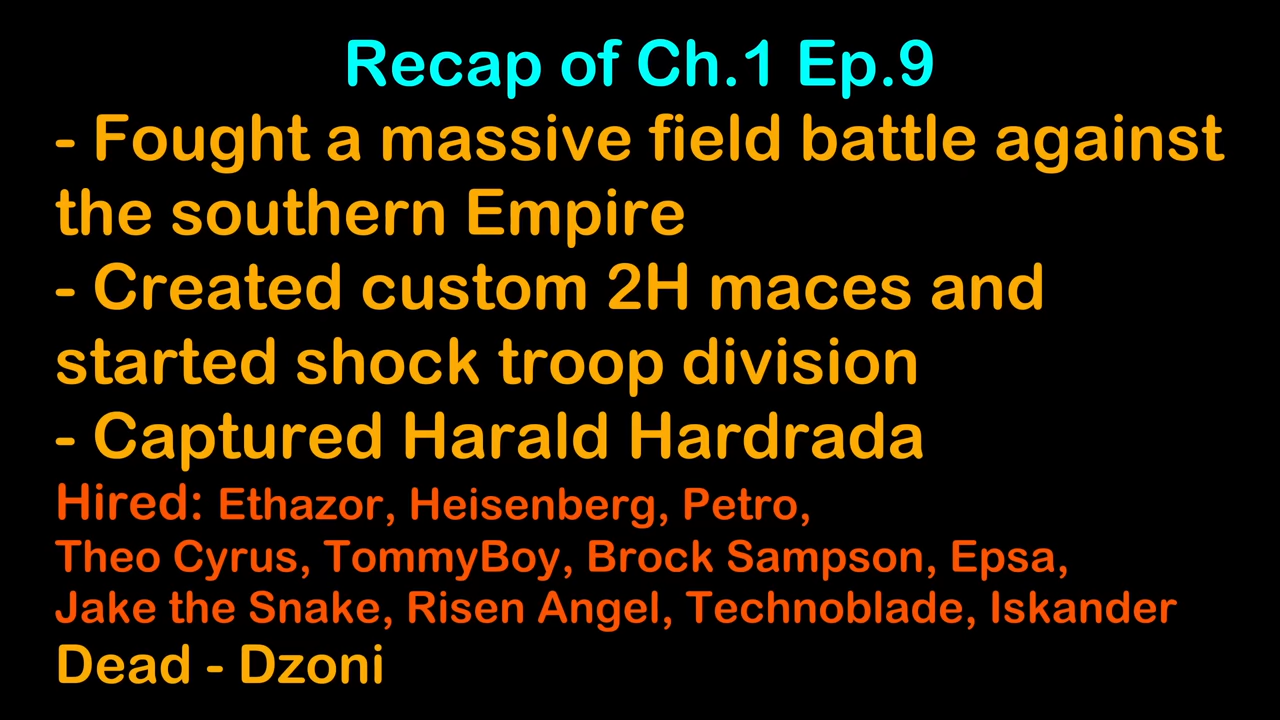 Recap of Ch.1 Ep.9
- Fought a massive field battle against
the southern Empire
- Created custom 2H maces and
started shock troop division
- Captured Harald Hardrada
Hired: Ethazor, Heisenberg, Petro,
Theo Cyrus, TommyBoy, Brock Sampson, Epsa,
Jake the Snake, Risen Angel, Technoblade, Iskander
Dead - Dzoni